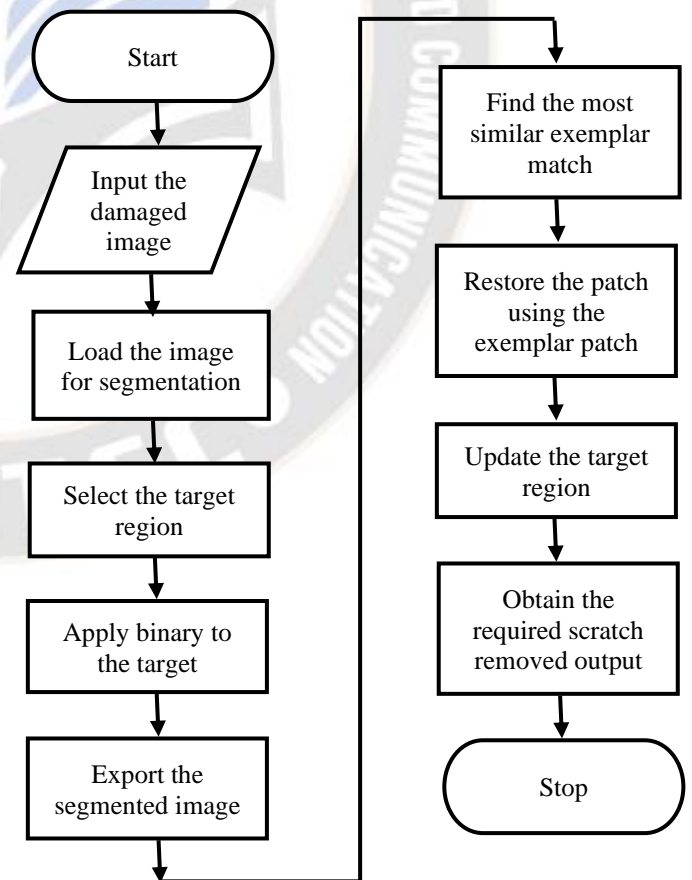 Start
Input the
damaged
image
Load the image
for segmentation
Select the target
region
Apply binary to
the target
Export the
segmented image
Find the most
similar exemplar
match
Restore the patch
using the
exemplar patch
Update the target
region
Obtain the
required scratch
removed output
Stop
COMMUNICATION